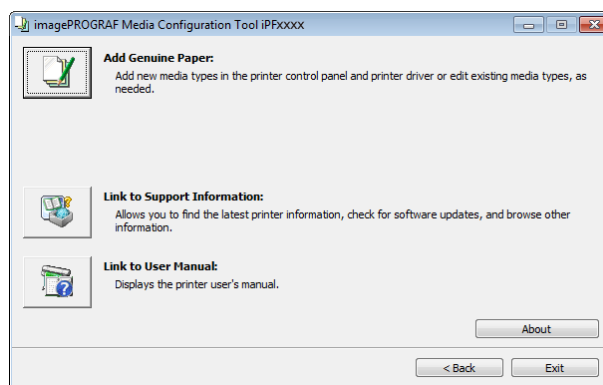 imagePROGRAF Media Configuration Tool iPFxxxx
Add Genuine Paper:
Add new media types in the printer control panel and printer driver or edit existing media types, as
needed.
Link to Support Information:
Allows you to find the latest printer information, check for software updates, and browse other
information.
Link to User Manual:
Displays the printer user's manual.
About
< Back Exit